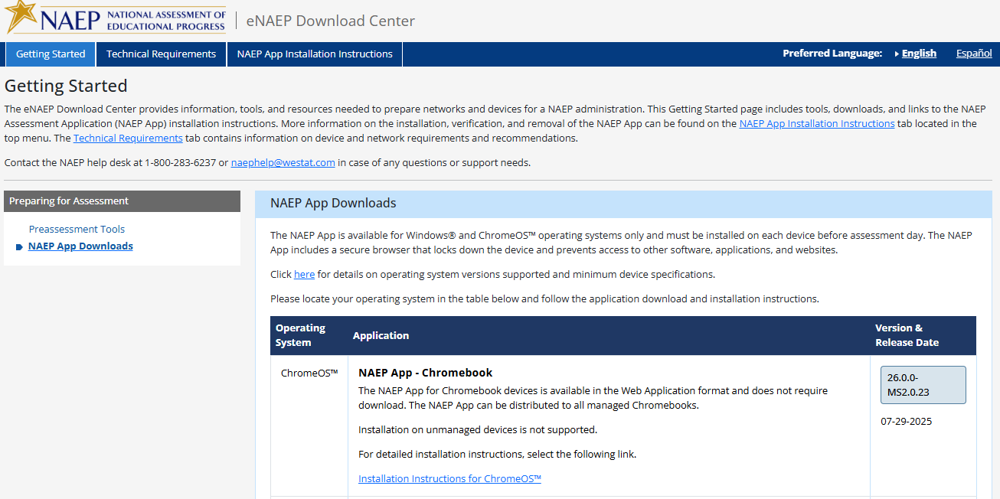 NAEP NATIONAL ASSESSMENT OF
EDUCATIONAL PROGRESS
eNAEP Download Center
Getting Started
Technical Requirements
NAEP App Installation Instructions
Preferred Language:
English
Español
Getting Started
The eNAEP Download Center provides information, tools, and resources needed to prepare networks and devices for a NAEP administration. This Getting Started page includes tools, downloads, and links to the NAEP
Assessment Application (NAEP App) installation instructions. More information on the installation, verification, and removal of the NAEP App can be found on the NAEP App Installation Instructions tab located in the
top menu. The Technical Requirements tab contains information on device and network requirements and recommendations.
Contact the NAEP help desk at 1-800-283-6237 or naephelp@westat.com in case of any questions or support needs.
Preparing for Assessment
Preassessment Tools
NAEP App Downloads
NAEP App Downloads
The NAEP App is available for Windows® and ChromeOS™ operating systems only and must be installed on each device before assessment day. The NAEP
App includes a secure browser that locks down the device and prevents access to other software, applications, and websites.
Click here for details on operating system versions supported and minimum device specifications.
Please locate your operating system in the table below and follow the application download and installation instructions.
Operating
System
Application
Version &
Release Date
ChromeOS™
NAEP App - Chromebook
The NAEP App for Chromebook devices is available in the Web Application format and does not require
download. The NAEP App can be distributed to all managed Chromebooks.
Installation on unmanaged devices is not supported.
For detailed installation instructions, select the following link.
Installation Instructions for ChromeOS™
26.0.0-
MS2.0.23
07-29-2025